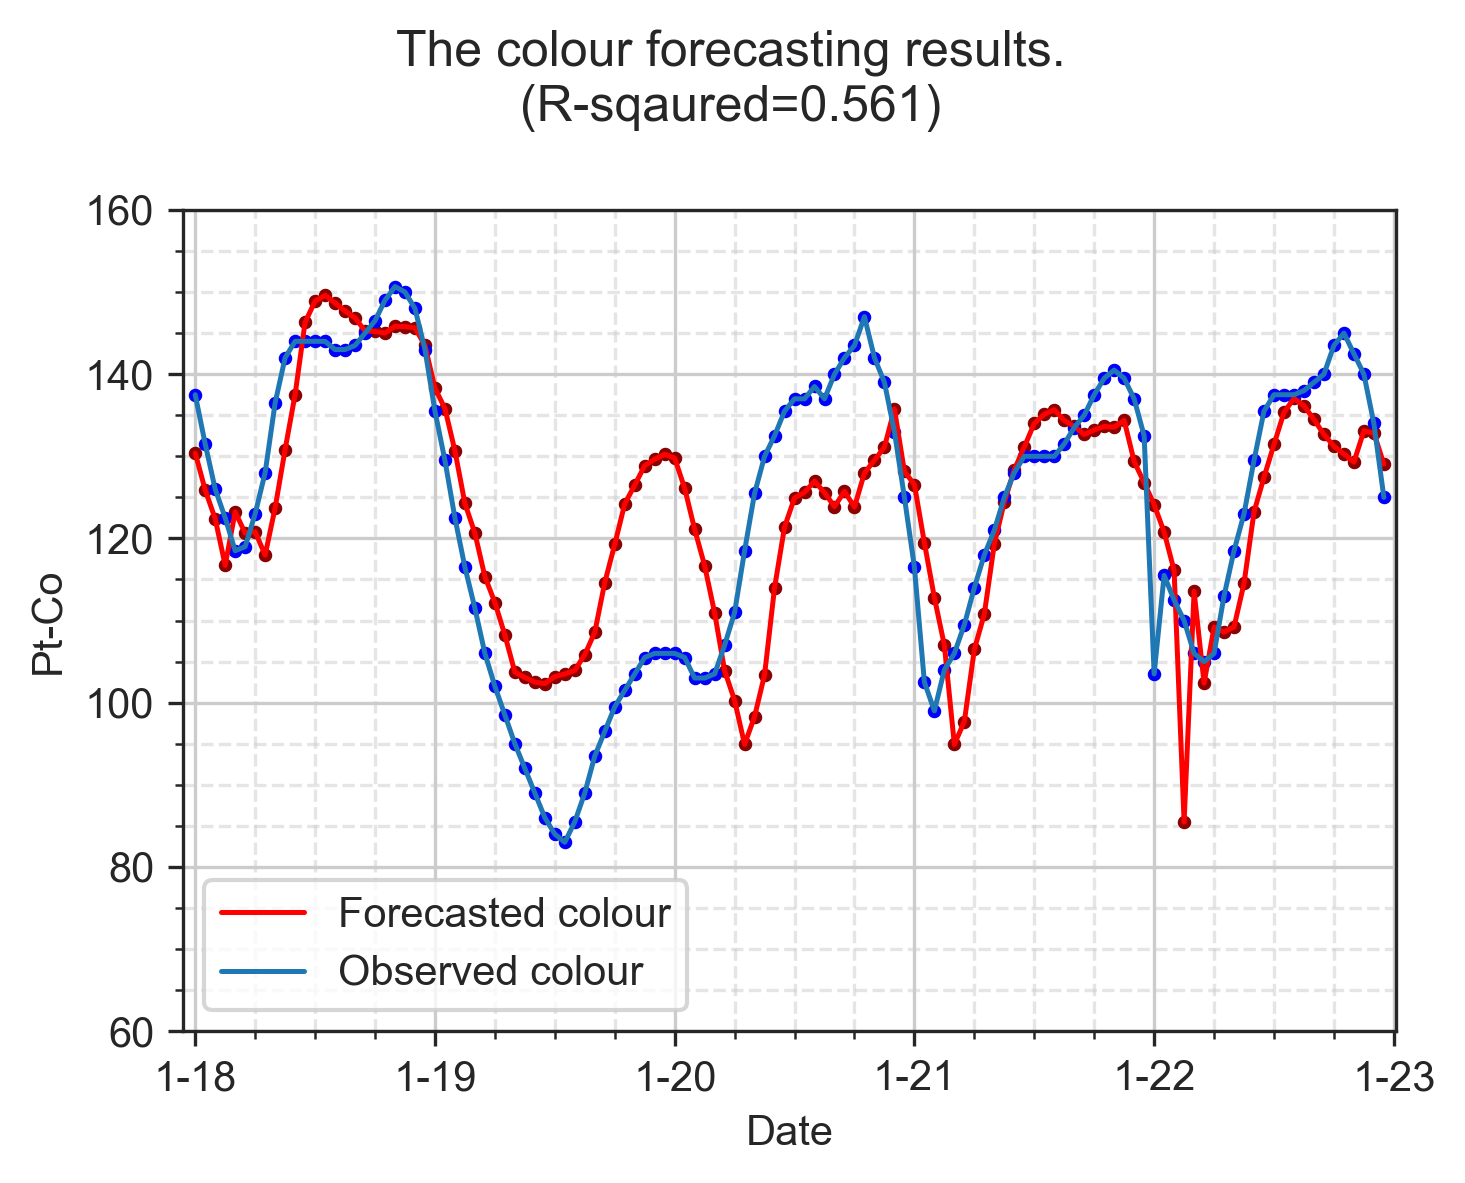 The colour forecasting results.
(R-sqaured=0.561)
160
140
120
100
80
60
Pt-Co
Forecasted colour
Observed colour
1-18 1-19 1-20 1-21 1-22 1-23
Date